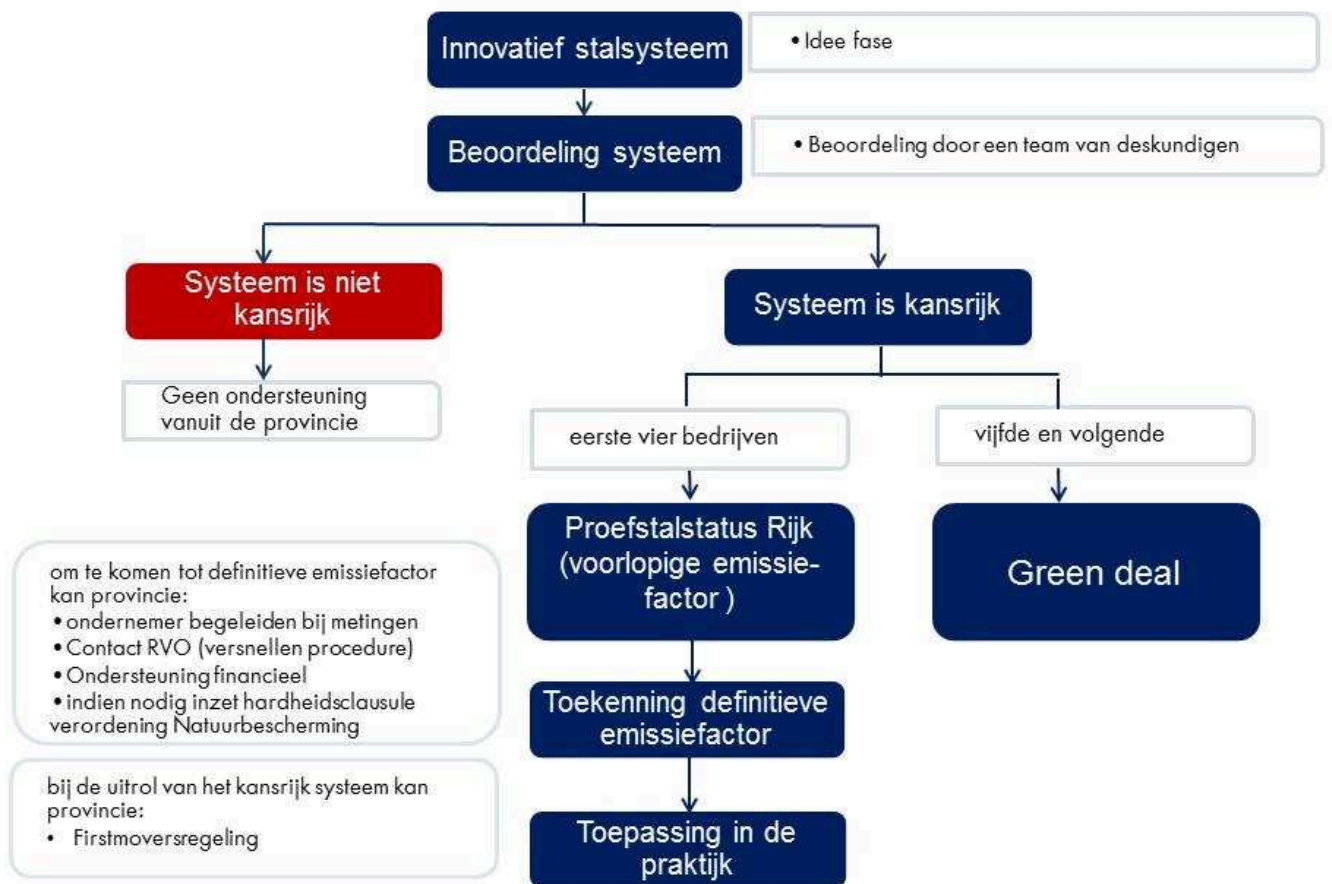 Innovatief stalsysteem
• Idee fase
Beoordeling systeem
• Beoordeling door een team van deskundigen
Systeem is niet
kansrijk
Systeem is kansrijk
Geen ondersteuning
vanuit de provincie
eerste vier bedrijven
vijfde en volgende
Proefstalstatus Rijk
(voorlopige emissie-
factor )
Green deal
om te komen tot definitieve emissiefactor
kan provincie:
• ondernemer begeleiden bij metingen
• Contact RVO (versnellen procedure)
• Ondersteuning financieel
• indien nodig inzet hardheidsclausule
verordening Natuurbescherming
Toekenning definitieve
emissiefactor
bij de uitrol van het kansrijk systeem kan
provincie:
• Firstmoversregeling
Toepassing in de
praktijk